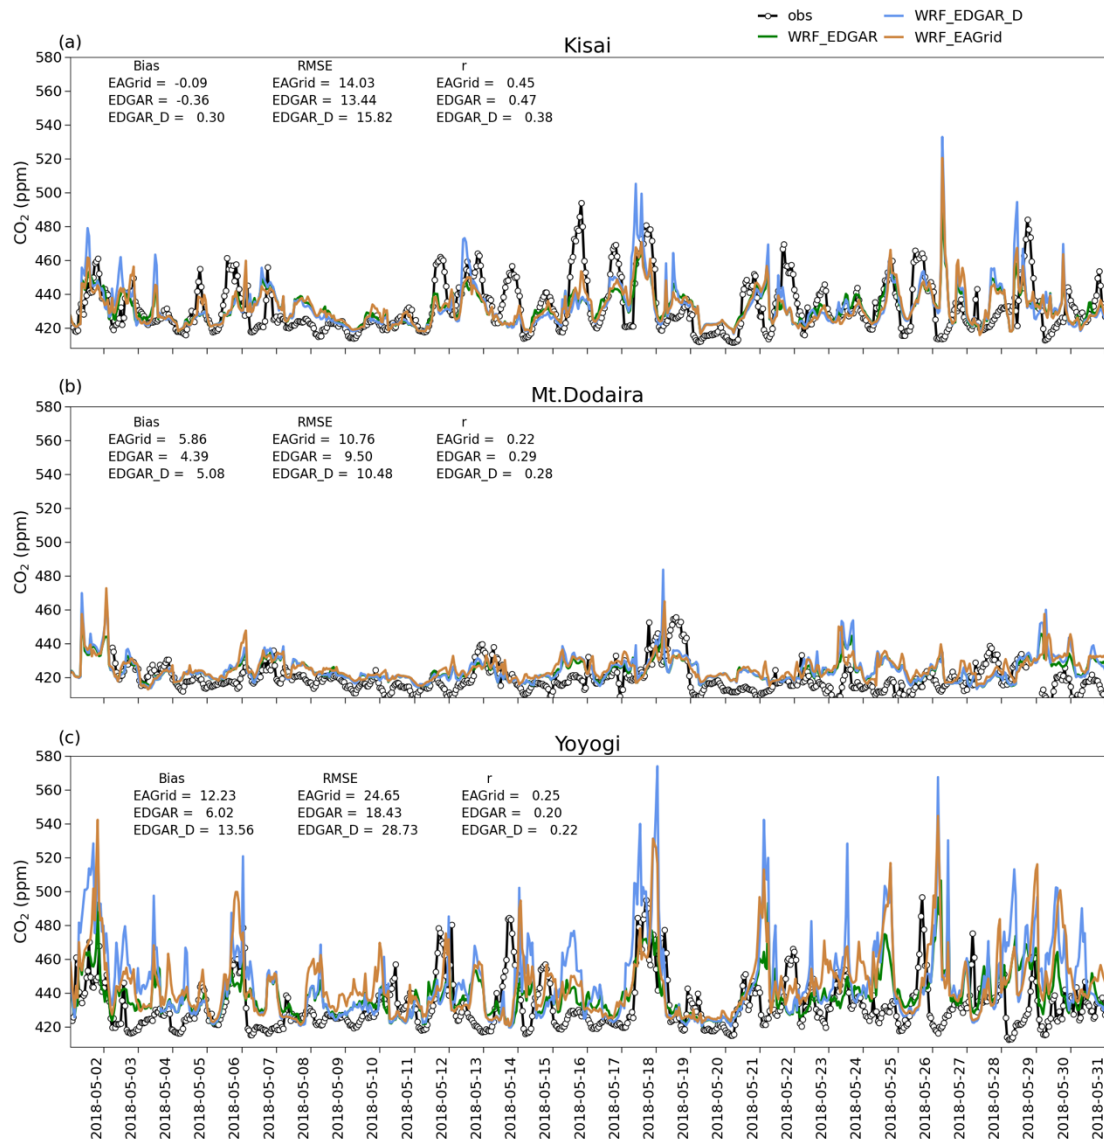 obs WRF_EDGAR_D
WRF_EDGAR WRF_EAGrid
(a) Kisai
Bias RMSE r
EAGrid = -0.09 EAGrid = 14.03 EAGrid = 0.45
EDGAR = -0.36 EDGAR = 13.44 EDGAR = 0.47
EDGAR_D = 0.30 EDGAR_D = 15.82 EDGAR_D = 0.38
CO2 (ppm)
580
560
540
520
500
480
460
440
420
(b) Mt.Dodaira
Bias RMSE r
EAGrid = 5.86 EAGrid = 10.76 EAGrid = 0.22
EDGAR = 4.39 EDGAR = 9.50 EDGAR = 0.29
EDGAR_D = 5.08 EDGAR_D = 10.48 EDGAR_D = 0.28
CO2 (ppm)
580
560
540
520
500
480
460
440
420
(c) Yoyogi
Bias RMSE r
EAGrid = 12.23 EAGrid = 24.65 EAGrid = 0.25
EDGAR = 6.02 EDGAR = 18.43 EDGAR = 0.20
EDGAR_D = 13.56 EDGAR_D = 28.73 EDGAR_D = 0.22
CO2 (ppm)
580
560
540
520
500
480
460
440
420
2018-05-02
2018-05-03
2018-05-04
2018-05-05
2018-05-06
2018-05-07
2018-05-08
2018-05-09
2018-05-10
2018-05-11
2018-05-12
2018-05-13
2018-05-14
2018-05-15
2018-05-16
2018-05-17
2018-05-18
2018-05-19
2018-05-20
2018-05-21
2018-05-22
2018-05-23
2018-05-24
2018-05-25
2018-05-26
2018-05-27
2018-05-28
2018-05-29
2018-05-30
2018-05-31